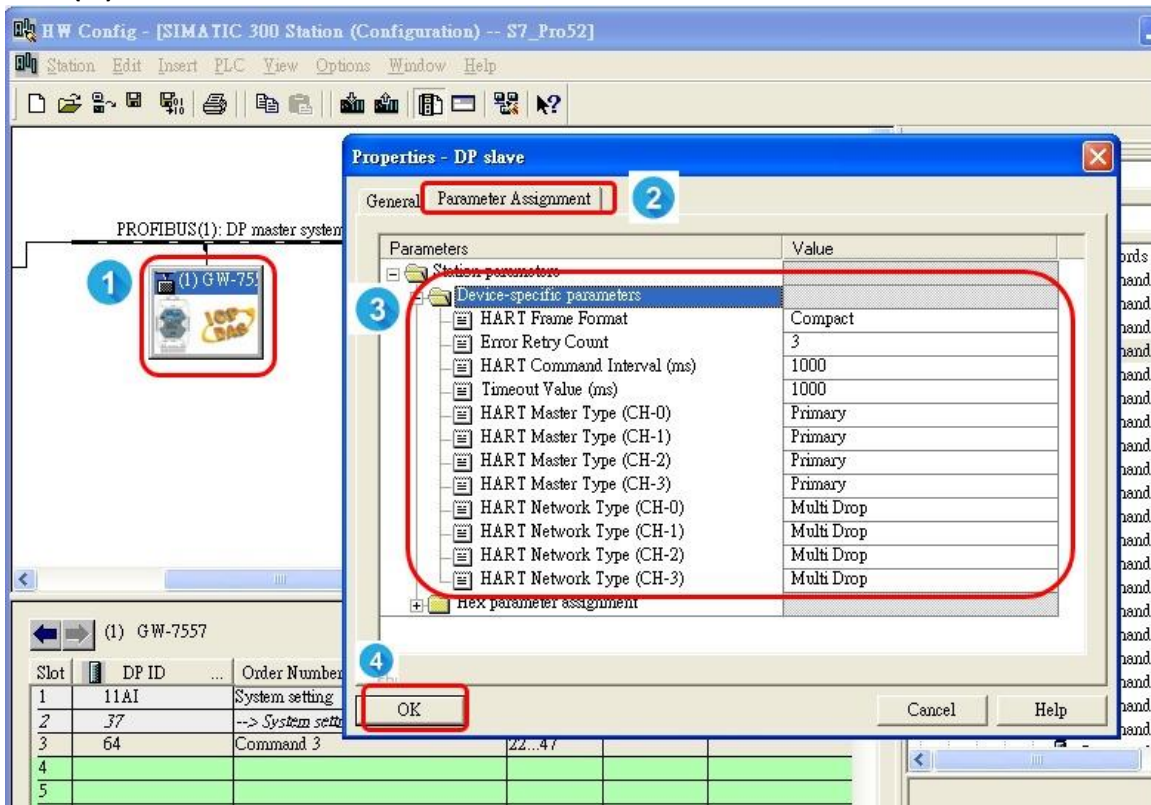 HW Config - [SIMATIC 300 Station (Configuration) -- S7_Pro52]
Station Edit Insert PLC View Options Window Help
PROFIBUS(1): DP master system
1
(1) GW-755
ICP
DAS
Properties - DP slave
General Parameter Assignment 2
Parameters Value
Station parameters
3
Device-specific parameters
HART Frame Format Compact
Error Retry Count 3
HART Command Interval (ms) 1000
Timeout Value (ms) 1000
HART Master Type (CH-0) Primary
HART Master Type (CH-1) Primary
HART Master Type (CH-2) Primary
HART Master Type (CH-3) Primary
HART Network Type (CH-0) Multi Drop
HART Network Type (CH-1) Multi Drop
HART Network Type (CH-2) Multi Drop
HART Network Type (CH-3) Multi Drop
Hex parameter assignment
4
OK Cancel Help
(1) GW-7557
Slot DP ID ... Order Number
1 11AI System setting
2 37 --> System
3 64 Command 3 22...47
4
5